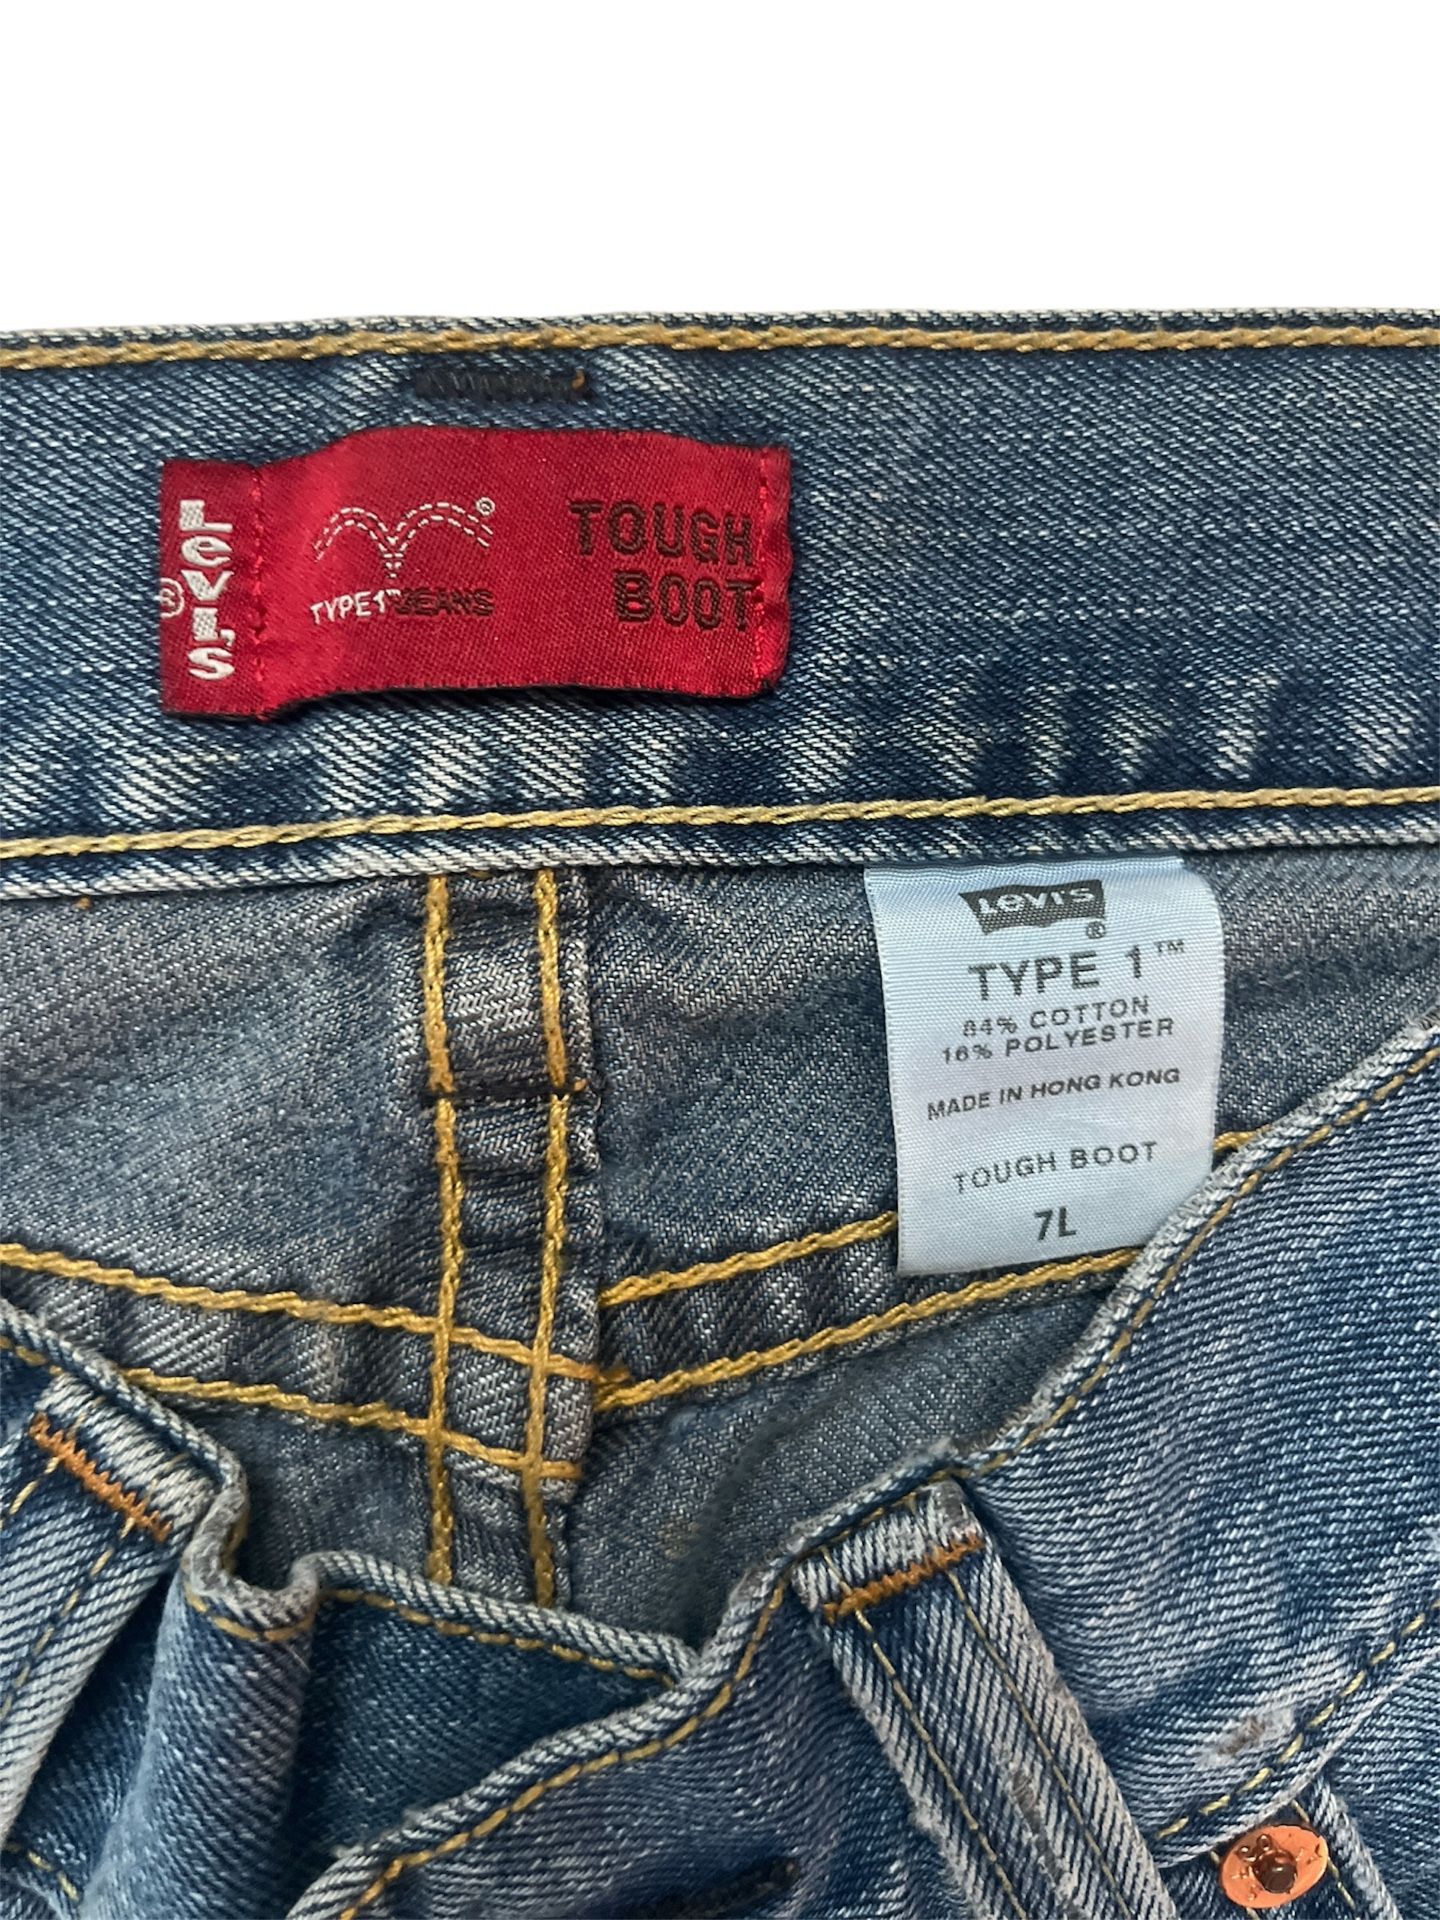 LEVI'S
®
TYPE 1™ JEANS
®
TOUGH
BOOT
LEVI'S
®
TYPE 1™
84% COTTON
16% POLYESTER
MADE IN HONG KONG
TOUGH BOOT
7L